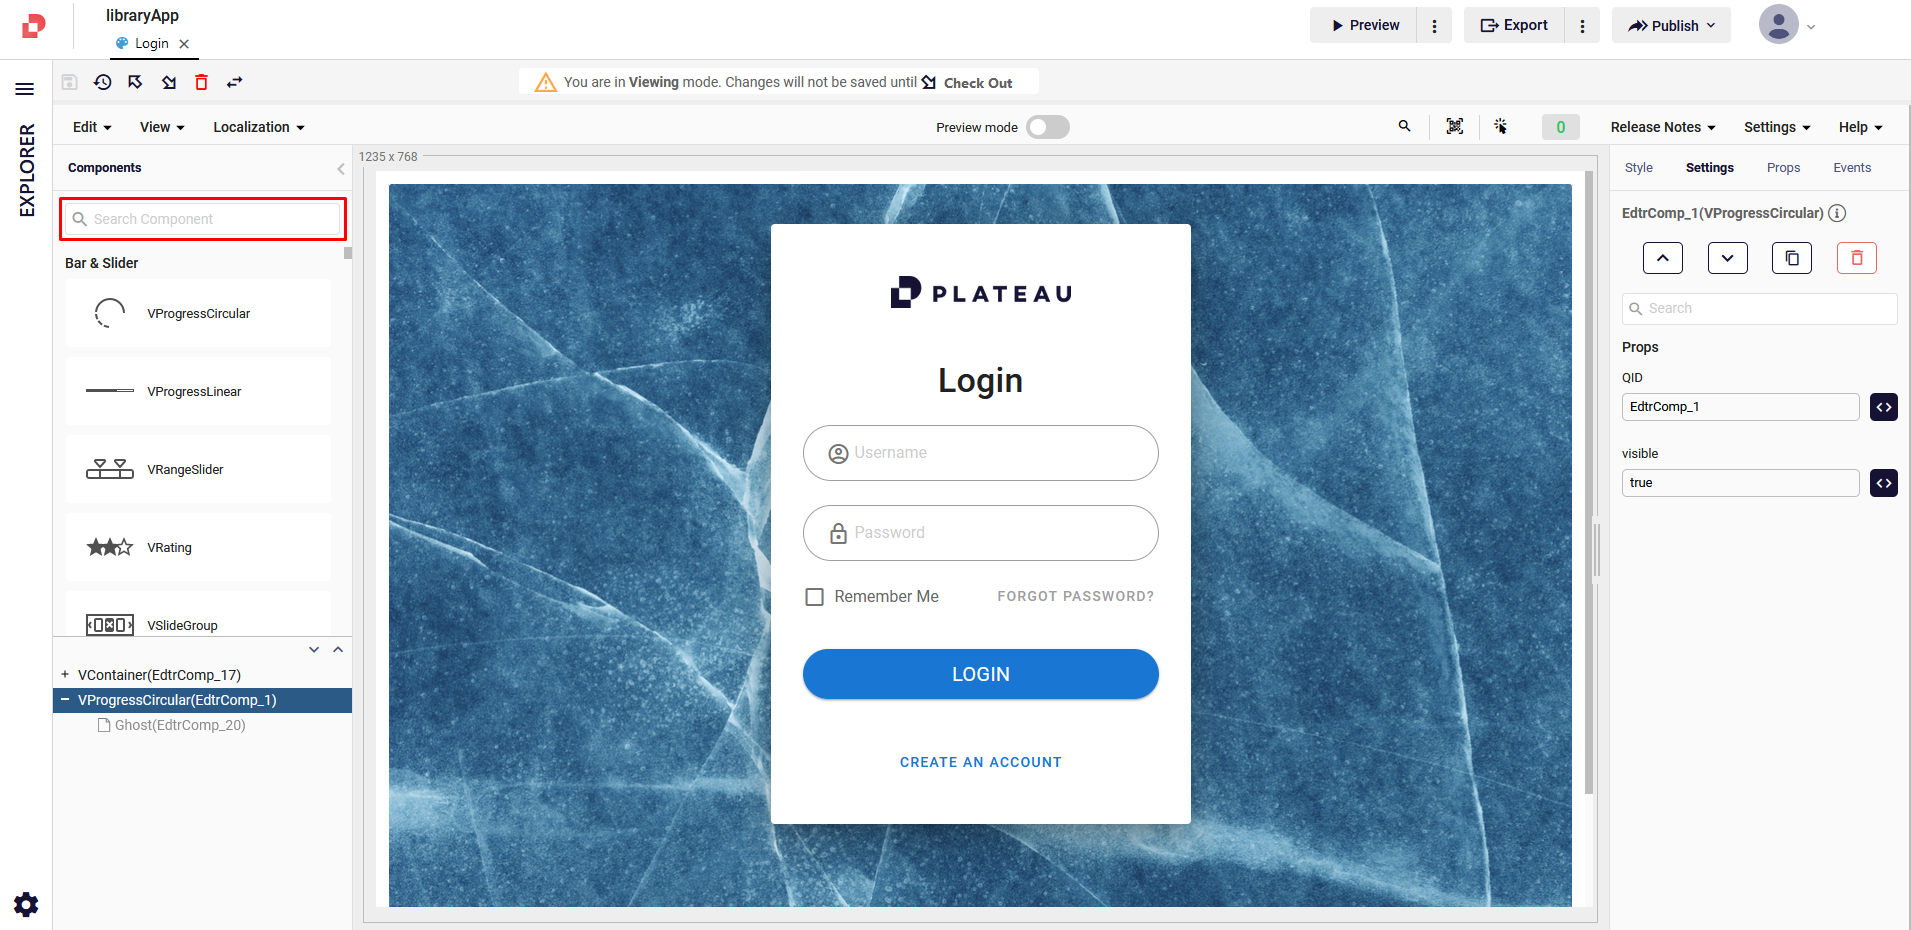 libraryApp
Login
Preview
Export
Publish
You are in Viewing mode. Changes will not be saved until Check Out
Edit
View
Localization
Preview mode
0
Release Notes
Settings
Help
EXPLORER
Components
Search Component
Bar & Slider
VProgressCircular
VProgressLinear
VRangeSlider
VRating
VSlideGroup
VContainer(EdtrComp_17)
VProgressCircular(EdtrComp_1)
Ghost(EdtrComp_20)
1235 x 768
PLATEAU
Login
Username
Password
Remember Me
FORGOT PASSWORD?
LOGIN
CREATE AN ACCOUNT
Style
Settings
Props
Events
EdtrComp_1(VProgressCircular)
Search
Props
QID
EdtrComp_1
visible
true